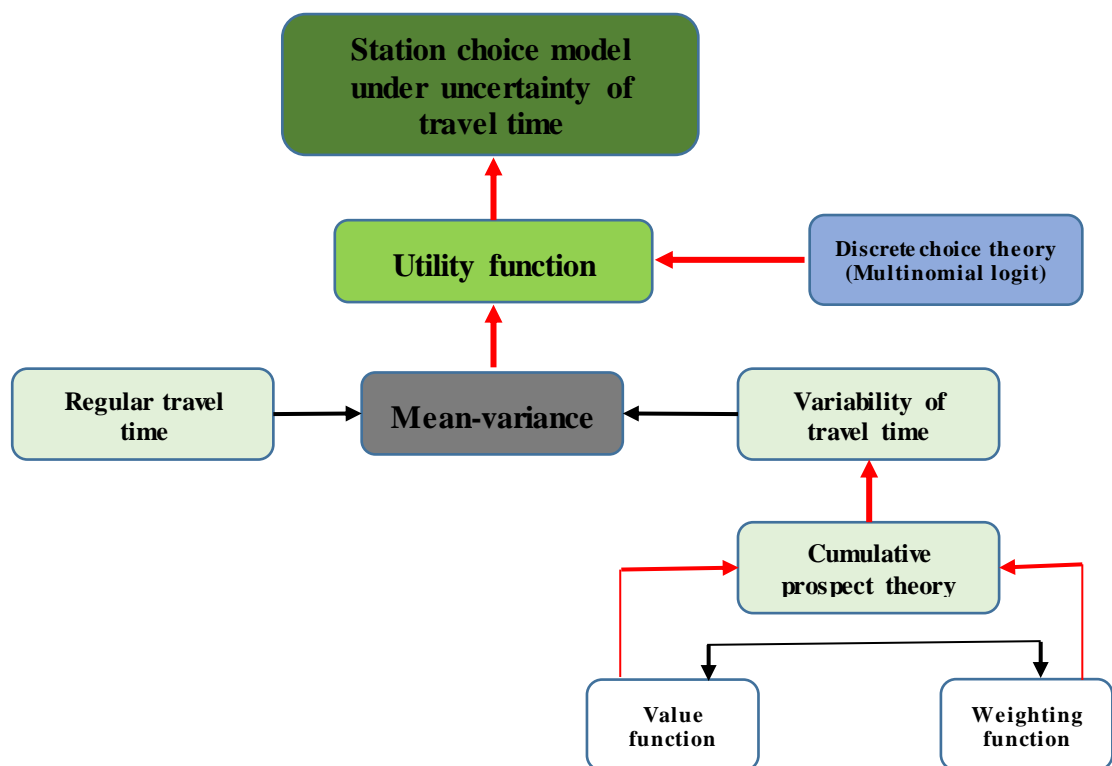 Station choice model
under uncertainty of
travel time
Utility function
Discrete choice theory
(Multinomial logit)
Regular travel
time
Mean-variance
Variability of
travel time
Cumulative
prospect theory
Value
function
Weighting
function